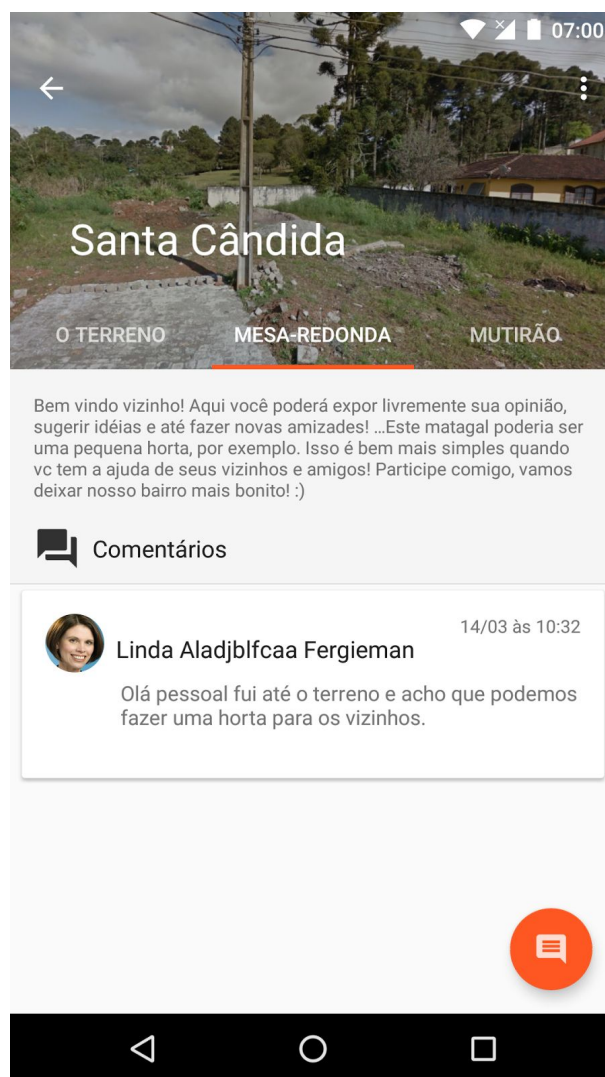 07:00
Santa Cândida
O TERRENO MESA-REDONDA MUTIRÃO
Bem vindo vizinho! Aqui você poderá expor livremente sua opinião,
sugerir idéias e até fazer novas amizades! ...Este matagal poderia ser
uma pequena horta, por exemplo. Isso é bem mais simples quando
vc tem a ajuda de seus vizinhos e amigos! Participe comigo, vamos
deixar nosso bairro mais bonito! :)
Comentários
14/03 às 10:32
Linda Aladjblfcaa Fergieman
Olá pessoal fui até o terreno e acho que podemos
fazer uma horta para os vizinhos.